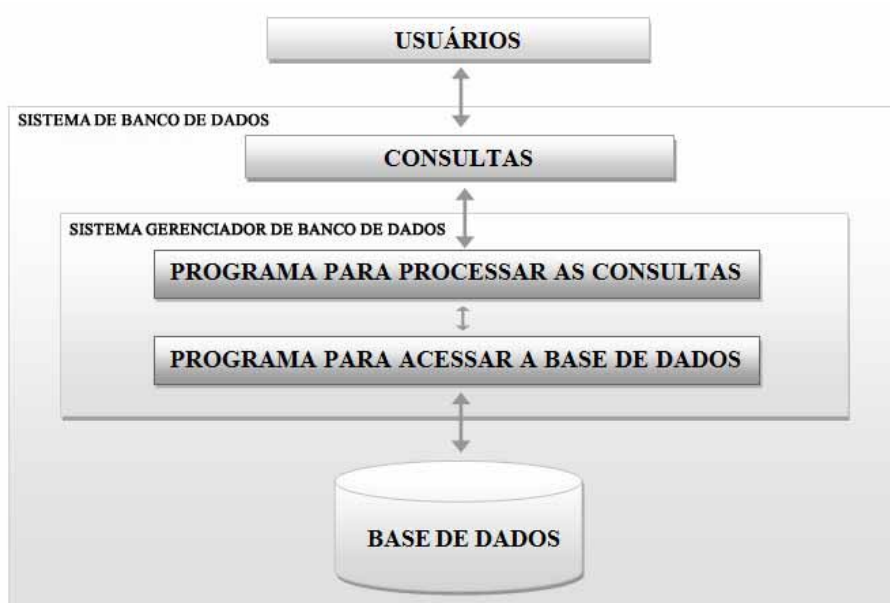 USUÁRIOS
SISTEMA DE BANCO DE DADOS
CONSULTAS
SISTEMA GERENCIADOR DE BANCO DE DADOS
PROGRAMA PARA PROCESSAR AS CONSULTAS
PROGRAMA PARA ACESSAR A BASE DE DADOS
BASE DE DADOS